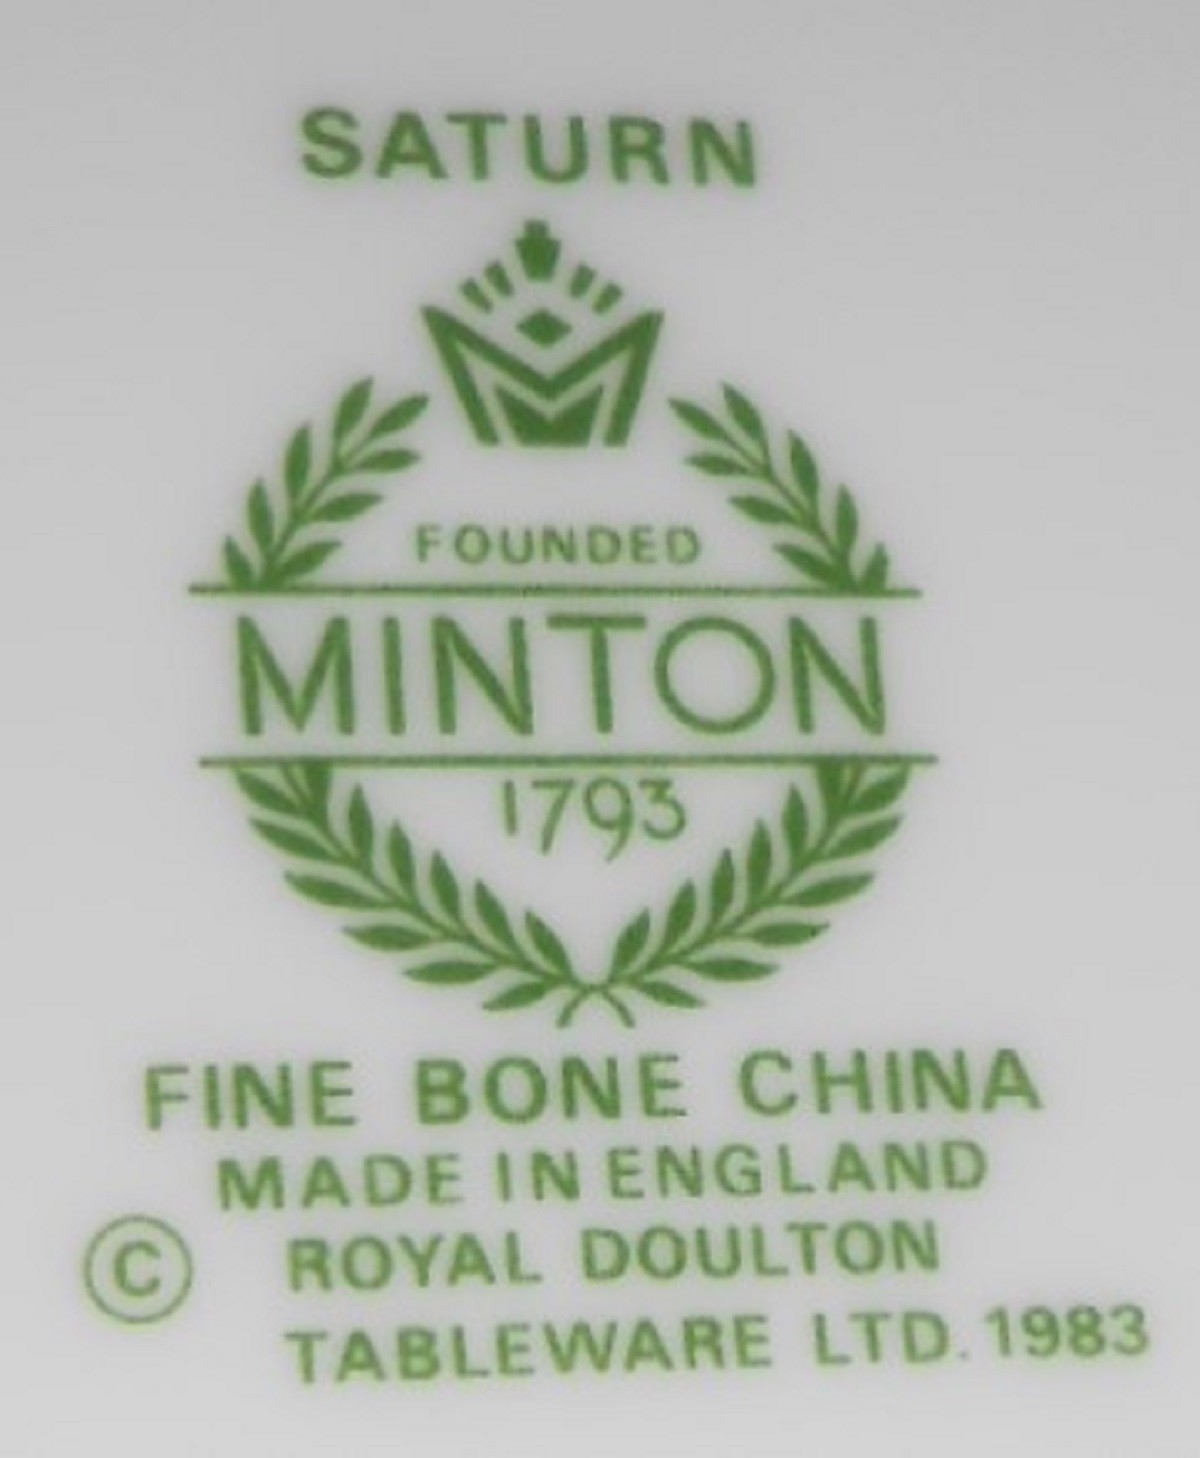 SATURN
FOUNDED
MINTON
1793
FINE BONE CHINA
MADE IN ENGLAND
© ROYAL DOULTON
TABLEWARE LTD. 1983